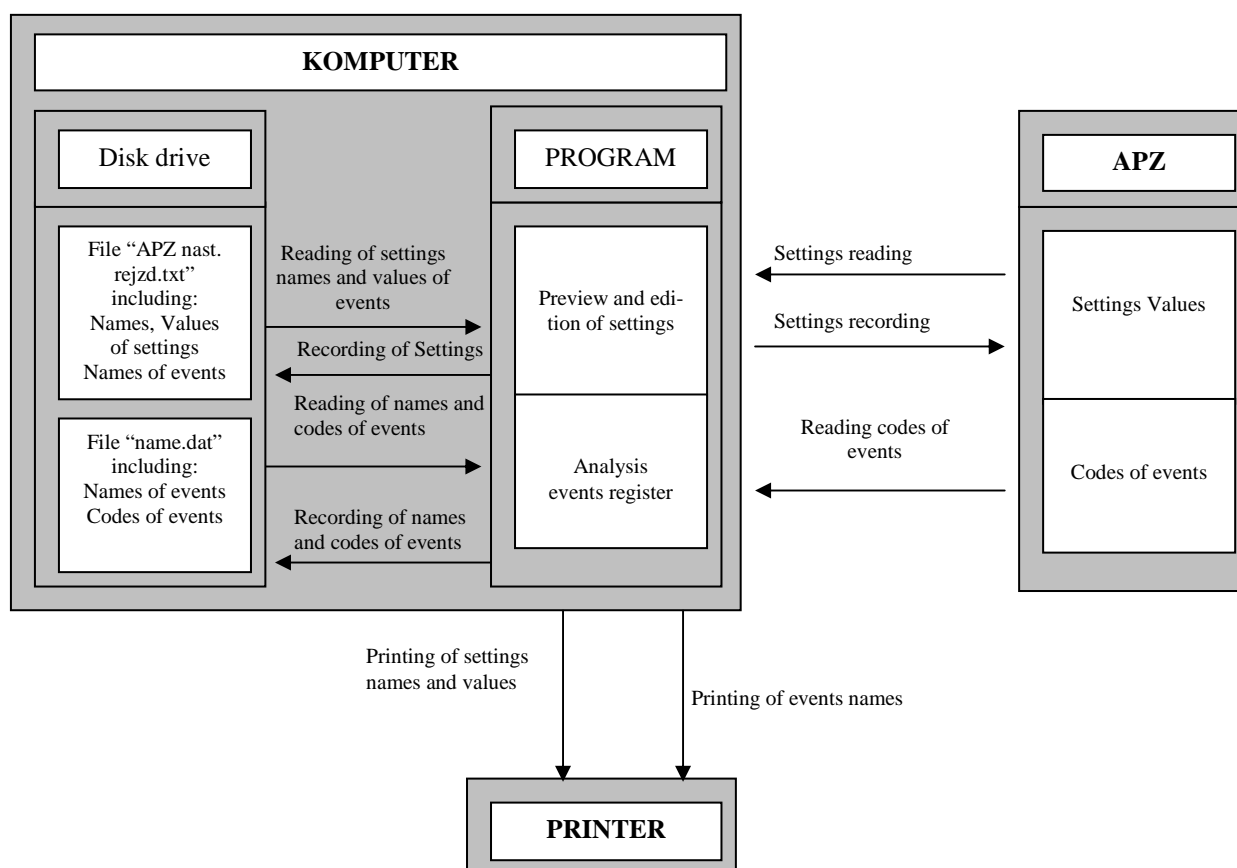 KOMPUTER
Disk drive
PROGRAM
APZ
File “APZ nast.
rejzd.txt”
including:
Names, Values
of settings
Names of events
File “name.dat”
including:
Names of events
Codes of events
Reading of settings
names and values of
events
Recording of Settings
Reading of names and
codes of events
Recording of names
and codes of events
Preview and edi-
tion of settings
Analysis
events register
Settings reading
Settings recording
Reading codes of
events
Settings Values
Codes of events
Printing of settings
names and values
Printing of events names
PRINTER